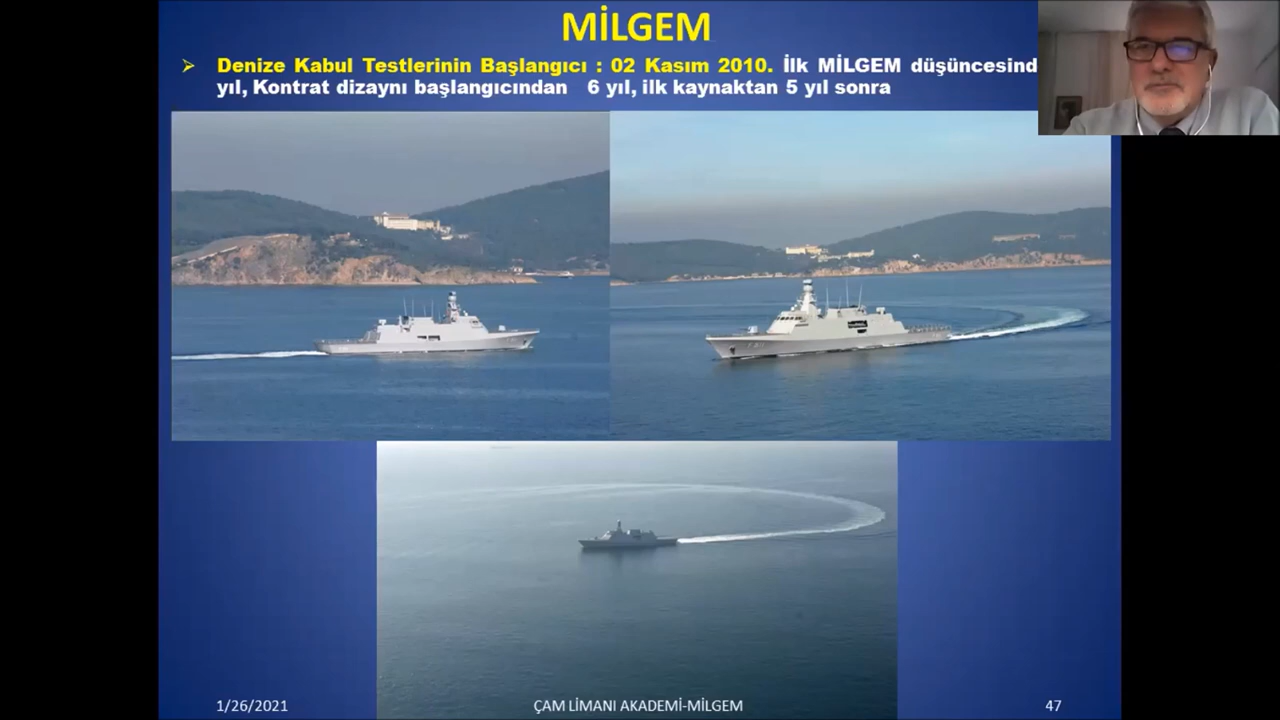 MİLGEM
➢ Denize Kabul Testlerinin Başlangıcı : 02 Kasım 2010. İlk MİLGEM düşüncesind
yıl, Kontrat dizaynı başlangıcından 6 yıl, ilk kaynaktan 5 yıl sonra
1/26/2021
ÇAM LİMANI AKADEMİ-MİLGEM
47